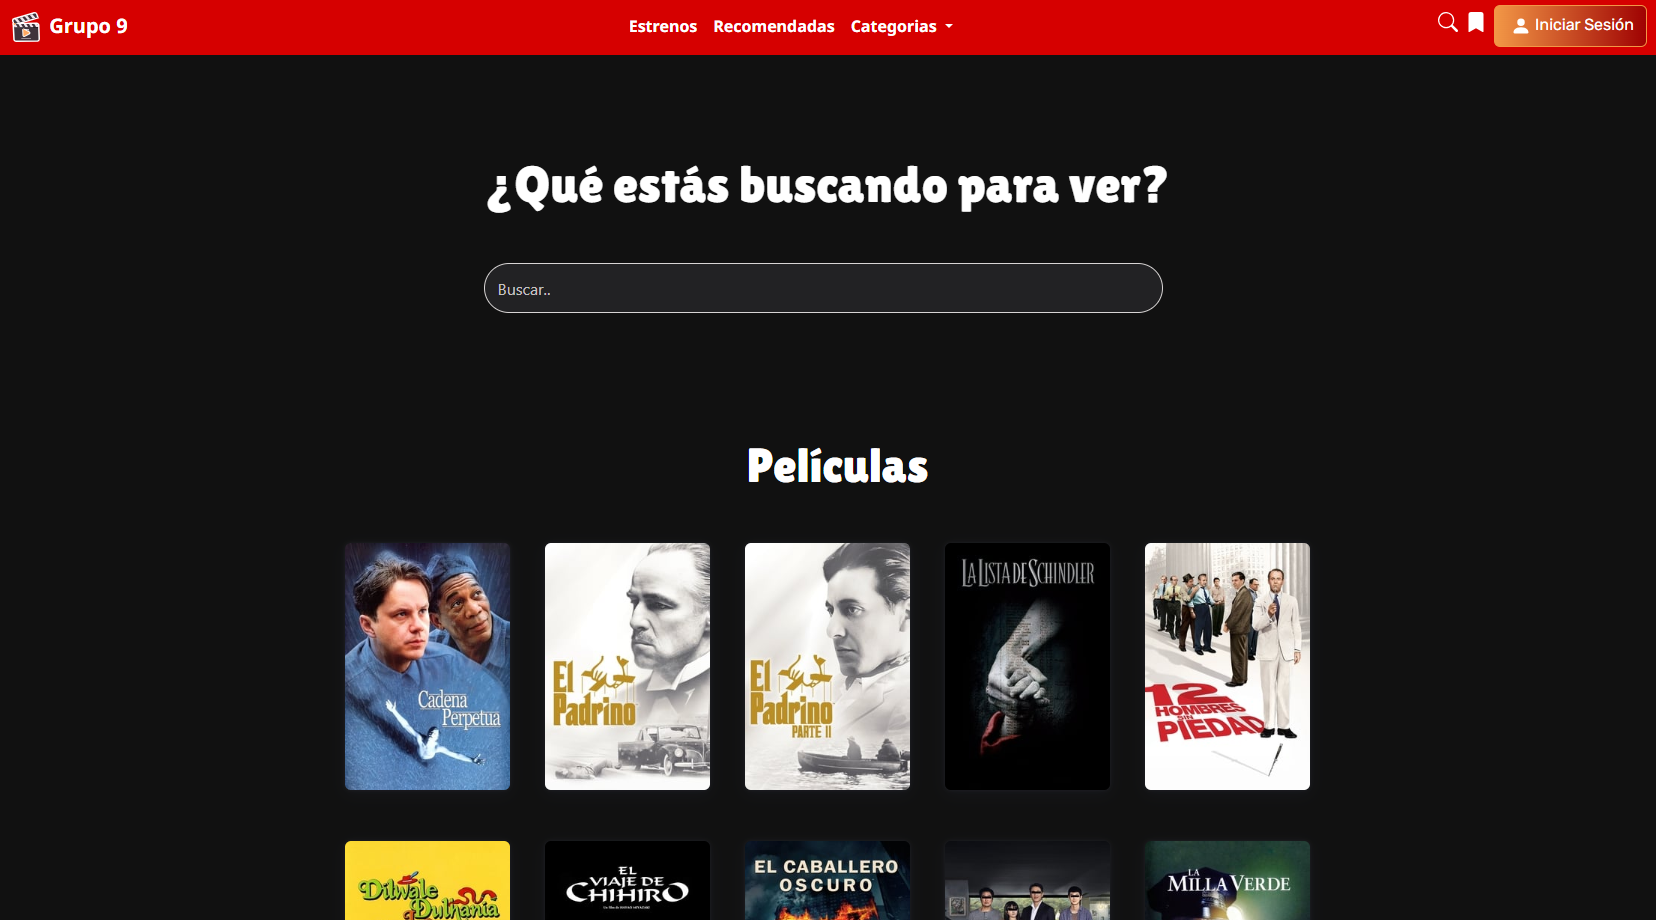 Grupo 9
Estrenos
Recomendadas
Categorias
Iniciar Sesión
¿Qué estás buscando para ver?
Buscar..
Películas
Cadena
Perpetua
El
Padrino
El
Padrino
PARTE II
LA LISTA DE SCHINDLER
12
HOMBRES
SIN
PIEDAD
Dilwale
Dulhania
EL
VIAJE DE
CHIHIRO
EL CABALLERO
OSCURO
LA
MILLA VERDE